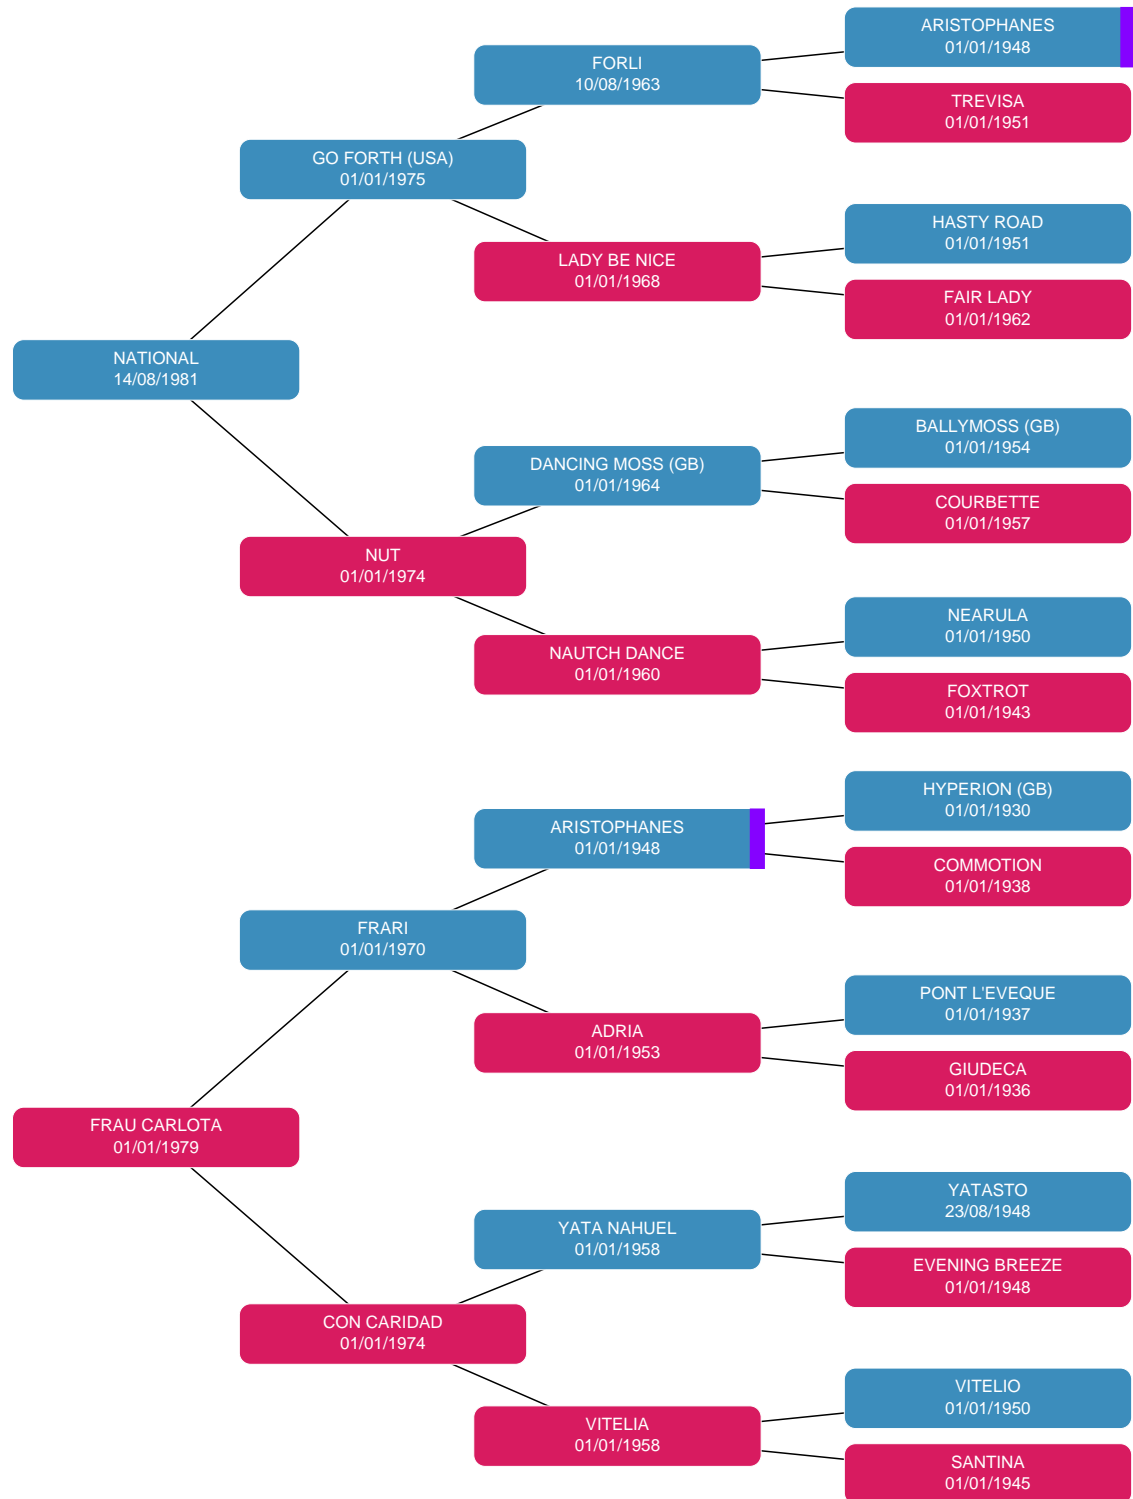 ARISTOPHANES
01/01/1948
FORLI
10/08/1963
TREVISA
01/01/1951
GO FORTH (USA)
01/01/1975
HASTY ROAD
01/01/1951
LADY BE NICE
01/01/1968
FAIR LADY
01/01/1962
NATIONAL
14/08/1981
BALLYMOSS (GB)
01/01/1954
DANCING MOSS (GB)
01/01/1964
COURBETTE
01/01/1957
NUT
01/01/1974
NEARULA
01/01/1950
NAUTCH DANCE
01/01/1960
FOXTROT
01/01/1943
HYPERION (GB)
01/01/1930
ARISTOPHANES
01/01/1948
COMMOTION
01/01/1938
FRARI
01/01/1970
PONT L'EVEQUE
01/01/1937
ADRIA
01/01/1953
GIUDECA
01/01/1936
FRAU CARLOTA
01/01/1979
YATASTO
23/08/1948
YATA NAHUEL
01/01/1958
EVENING BREEZE
01/01/1948
CON CARIDAD
01/01/1974
VITELIO
01/01/1950
VITELIA
01/01/1958
SANTINA
01/01/1945